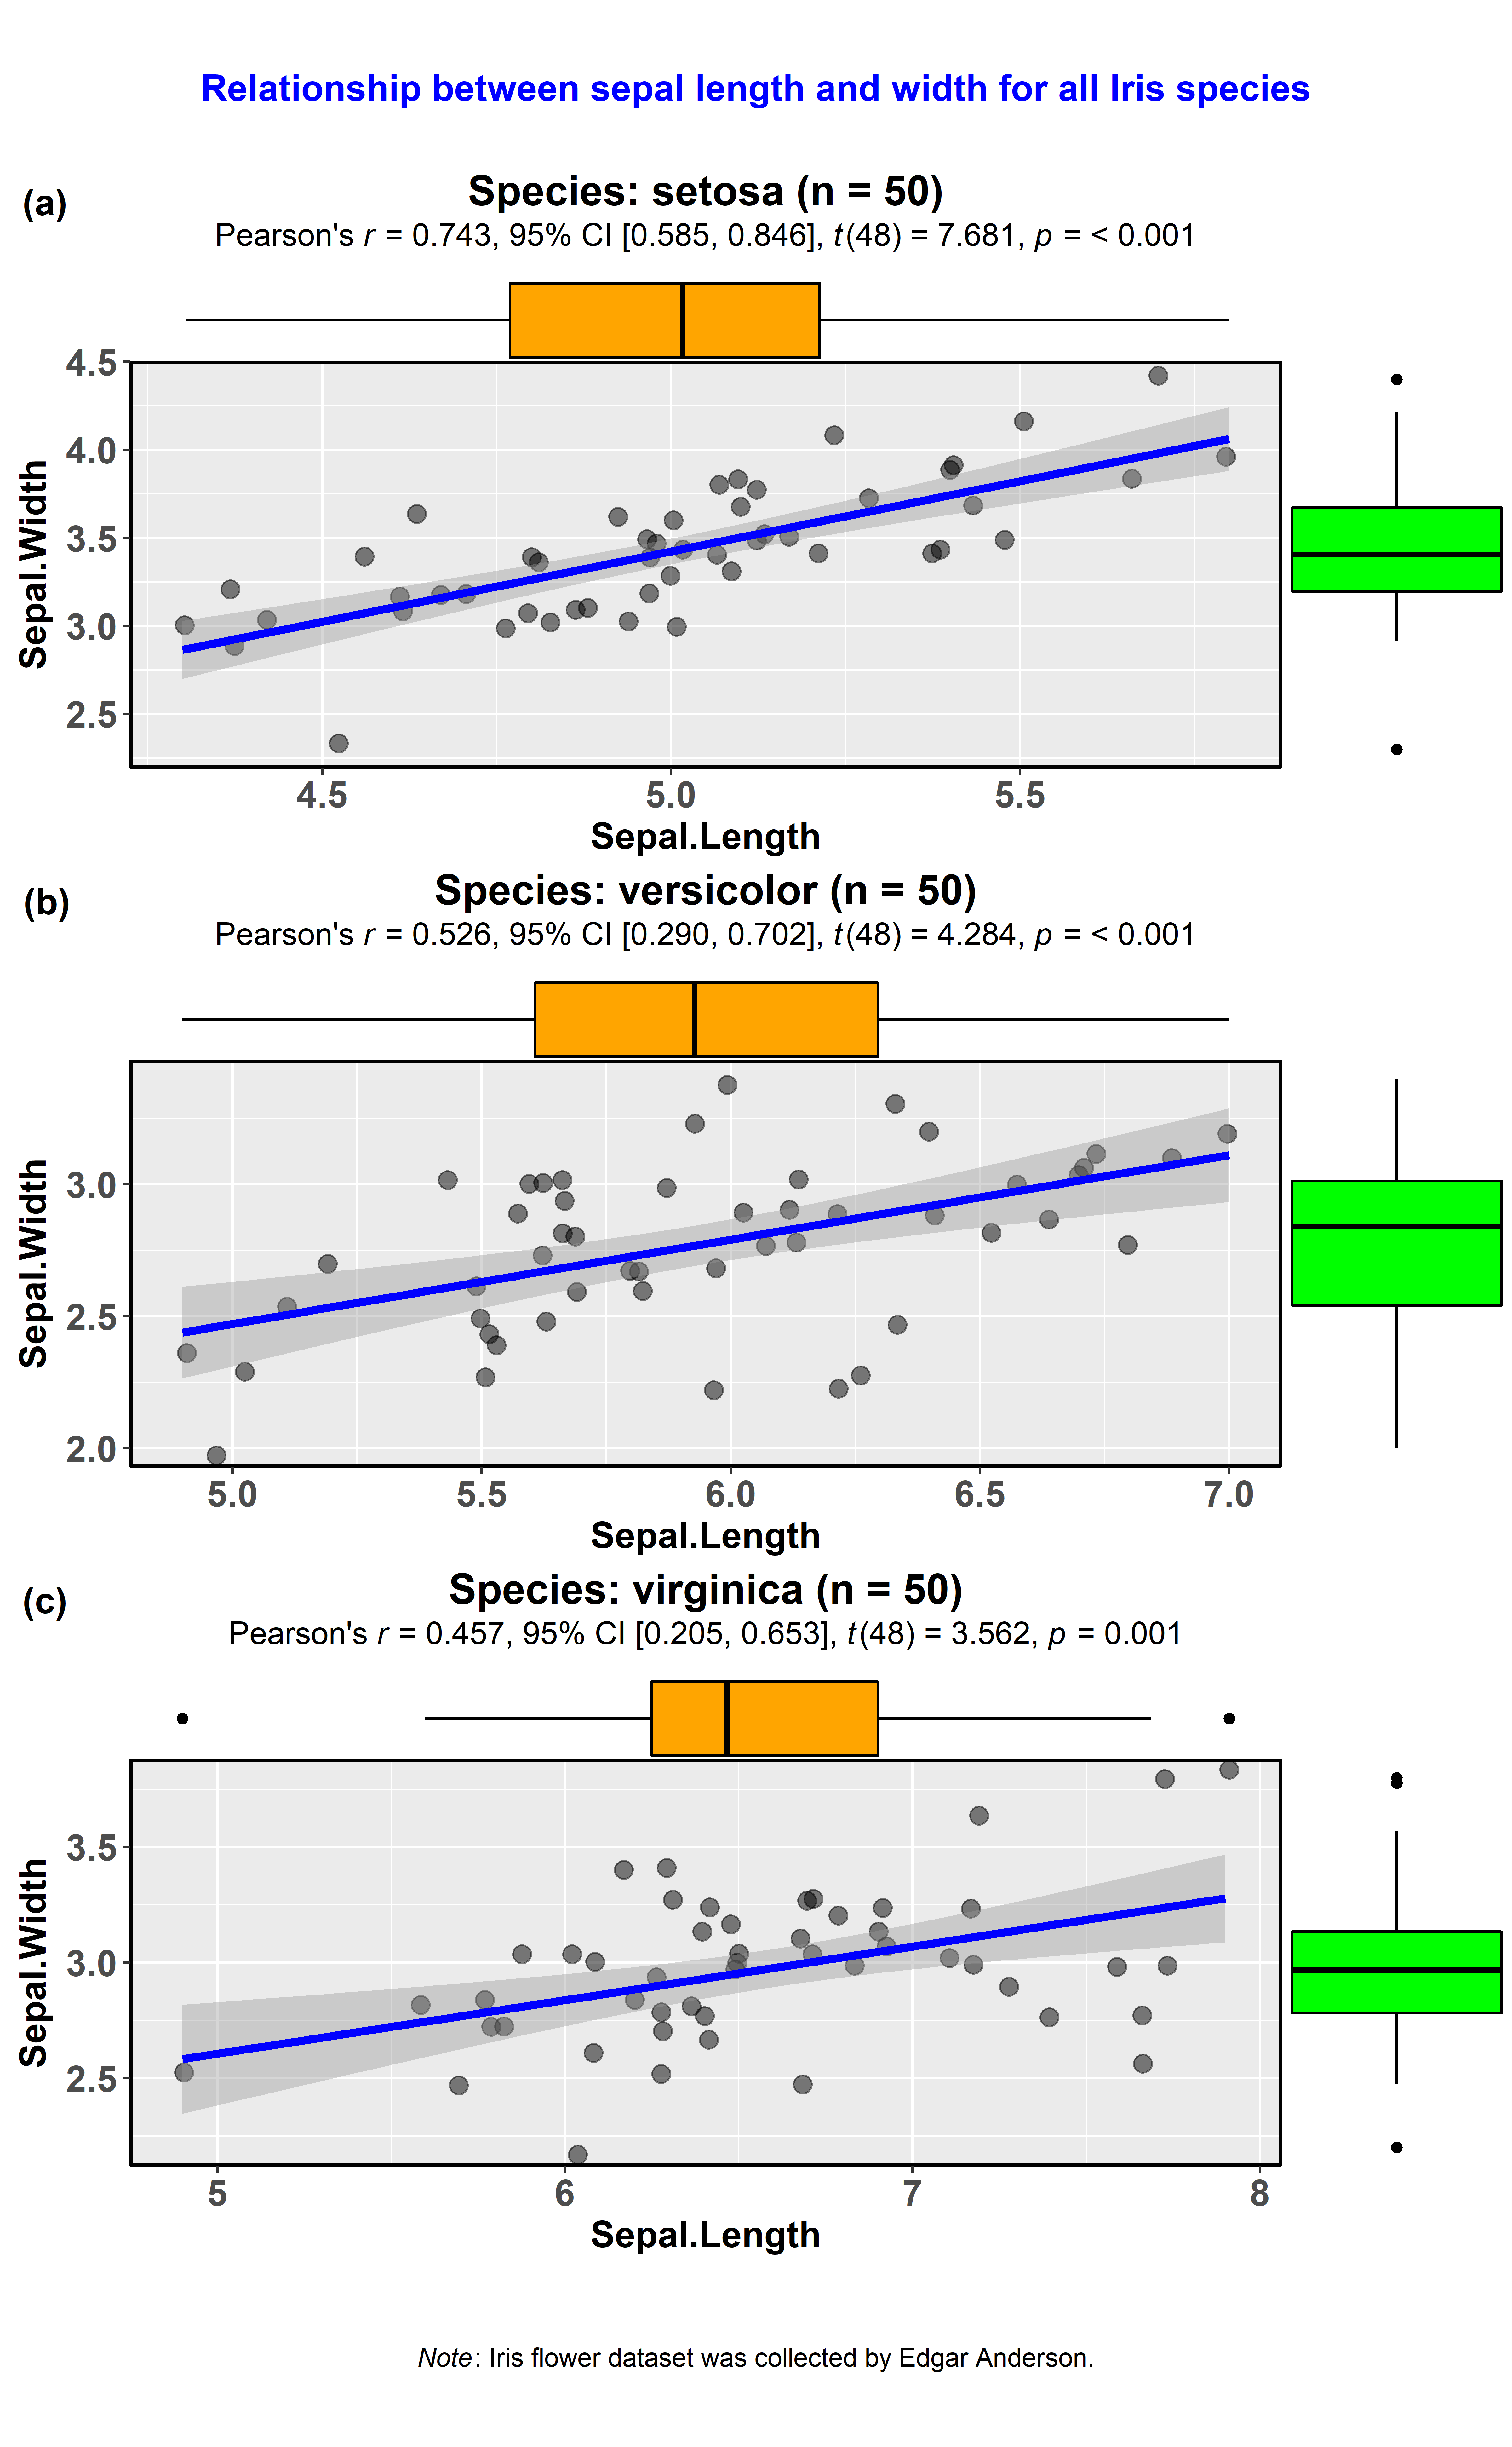 Relationship between sepal length and width for all Iris species
(a)
Species: setosa (n = 50)
Pearson's r = 0.743, 95% CI [0.585, 0.846], t(48) = 7.681, p = < 0.001
4.5
4.0
3.5
3.0
2.5
Sepal.Width
4.5 5.0 5.5
Sepal.Length
(b)
Species: versicolor (n = 50)
Pearson's r = 0.526, 95% CI [0.290, 0.702], t(48) = 4.284, p = < 0.001
3.0
2.5
2.0
Sepal.Width
5.0 5.5 6.0 6.5 7.0
Sepal.Length
(c)
Species: virginica (n = 50)
Pearson's r = 0.457, 95% CI [0.205, 0.653], t(48) = 3.562, p = 0.001
3.5
3.0
2.5
Sepal.Width
5 6 7 8
Sepal.Length
Note: Iris flower dataset was collected by Edgar Anderson.